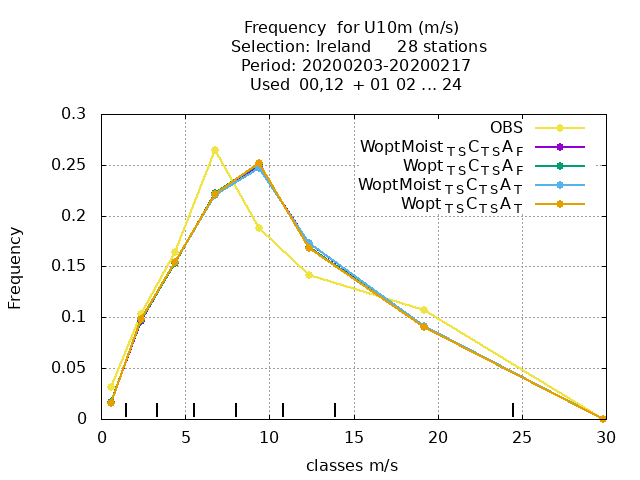 Frequency  for U10m (m/s)
Selection: Ireland     28 stations
Period: 20200203-20200217
Used  00,12  + 01 02 ... 24
0.3
0.25
0.2
0.15
0.1
0.05
0
Frequency
OBS
WoptMoist TS C TS A F
Wopt TS C TS A F
WoptMoist TS C TS A T
Wopt TS C TS A T
0 5 10 15 20 25 30
classes m/s